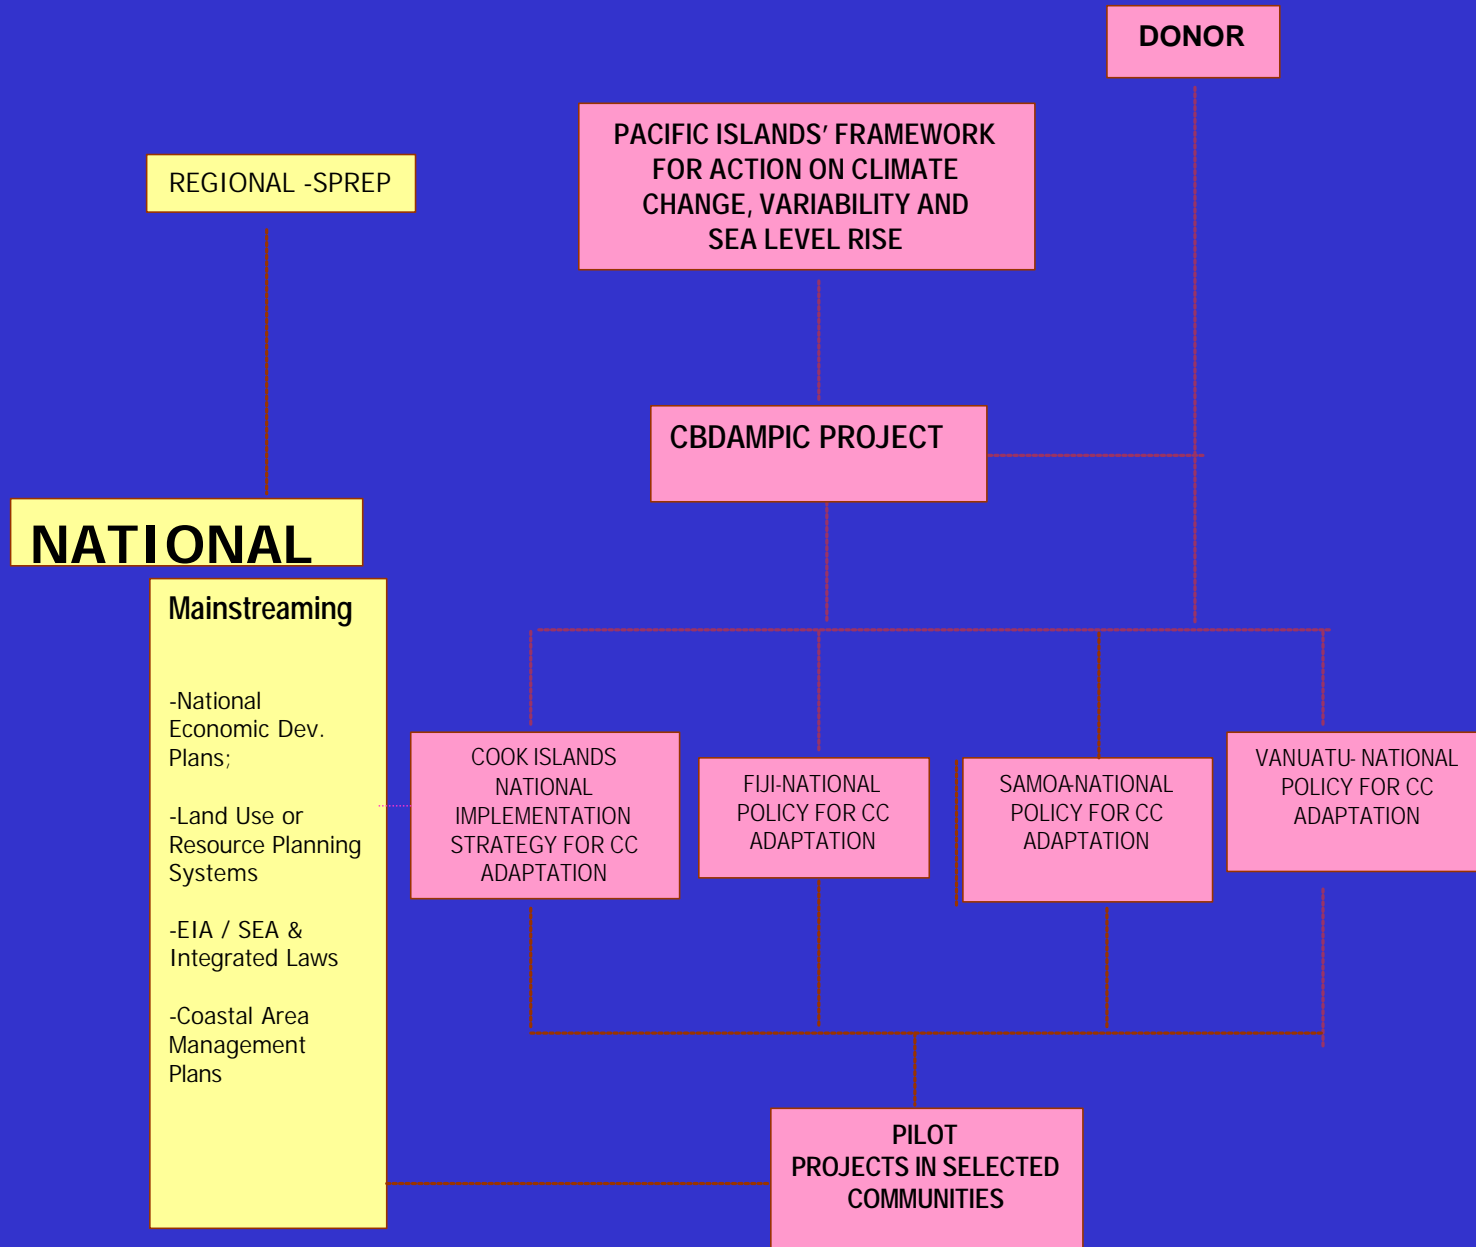 DONOR
PACIFIC ISLANDS' FRAMEWORK
FOR ACTION ON CLIMATE
CHANGE, VARIABILITY AND
SEA LEVEL RISE
REGIONAL -SPREP
CBDAMPIC PROJECT
NATIONAL
Mainstreaming
-National
Economic Dev.
Plans;
-Land Use or
Resource Planning
Systems
-EIA / SEA &
Integrated Laws
-Coastal Area
Management
Plans
COOK ISLANDS
NATIONAL
IMPLEMENTATION
STRATEGY FOR CC
ADAPTATION
FIJI-NATIONAL
POLICY FOR CC
ADAPTATION
SAMOA-NATIONAL
POLICY FOR CC
ADAPTATION
VANUATU- NATIONAL
POLICY FOR CC
ADAPTATION
PILOT
PROJECTS IN SELECTED
COMMUNITIES